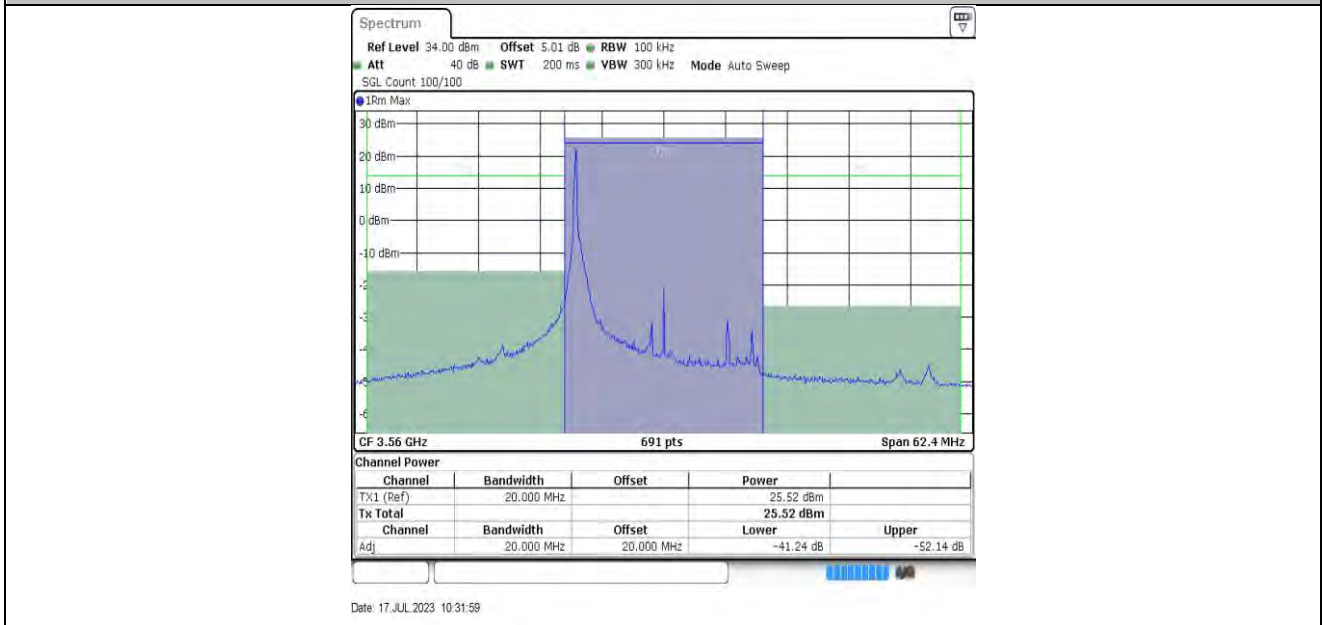 Spectrum
Ref Level 34.00 dBm Offset 5.01 dB RBW 100 kHz
Att 40 dB SWT 200 ms VBW 300 kHz Mode Auto Sweep
SGL Count 100/100
1Rm Max
30 dBm
20 dBm
10 dBm
0 dBm
-10 dBm
-2
-3
-4
-5
-6
CF 3.56 GHz 691 pts Span 62.4 MHz
Channel Power
Channel Bandwidth Offset Power
TX1 (Ref) 20.000 MHz 25.52 dBm
Tx Total 25.52 dBm
Channel Bandwidth Offset Lower Upper
Adj 20.000 MHz 20.000 MHz -41.24 dB -52.14 dB
Date: 17.JUL.2023 10:31:59